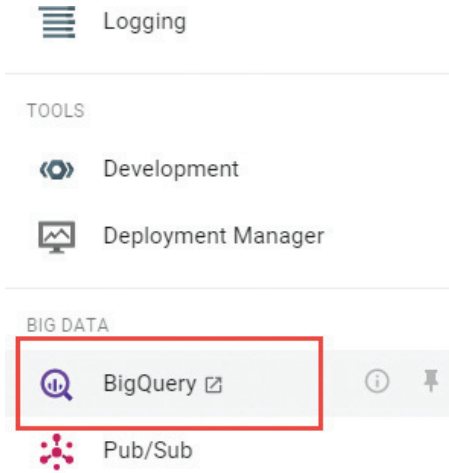 Logging
TOOLS
Development
Deployment Manager
BIG DATA
BigQuery
Pub/Sub